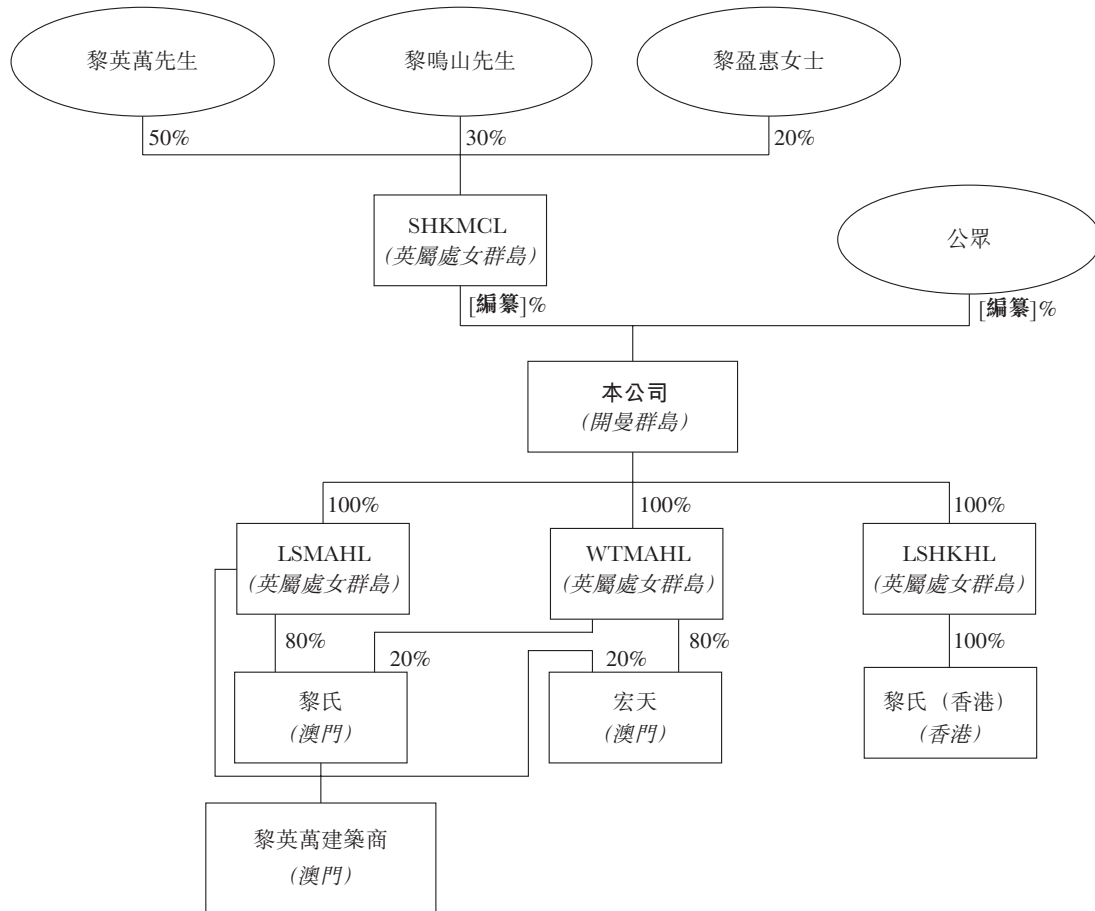 黎英萬先生
黎鳴山先生
黎盈惠女士
50%
30%
20%
SHKMCL
(英屬處女群島)
公眾
[編纂]%
[編纂]%
本公司
(開曼群島)
100%
100%
100%
LSMAHL
(英屬處女群島)
WTMAHL
(英屬處女群島)
LSHKHL
(英屬處女群島)
80%
20%
20%
80%
100%
黎氏
(澳門)
宏天
(澳門)
黎氏（香港）
(香港)
黎英萬建築商
(澳門)